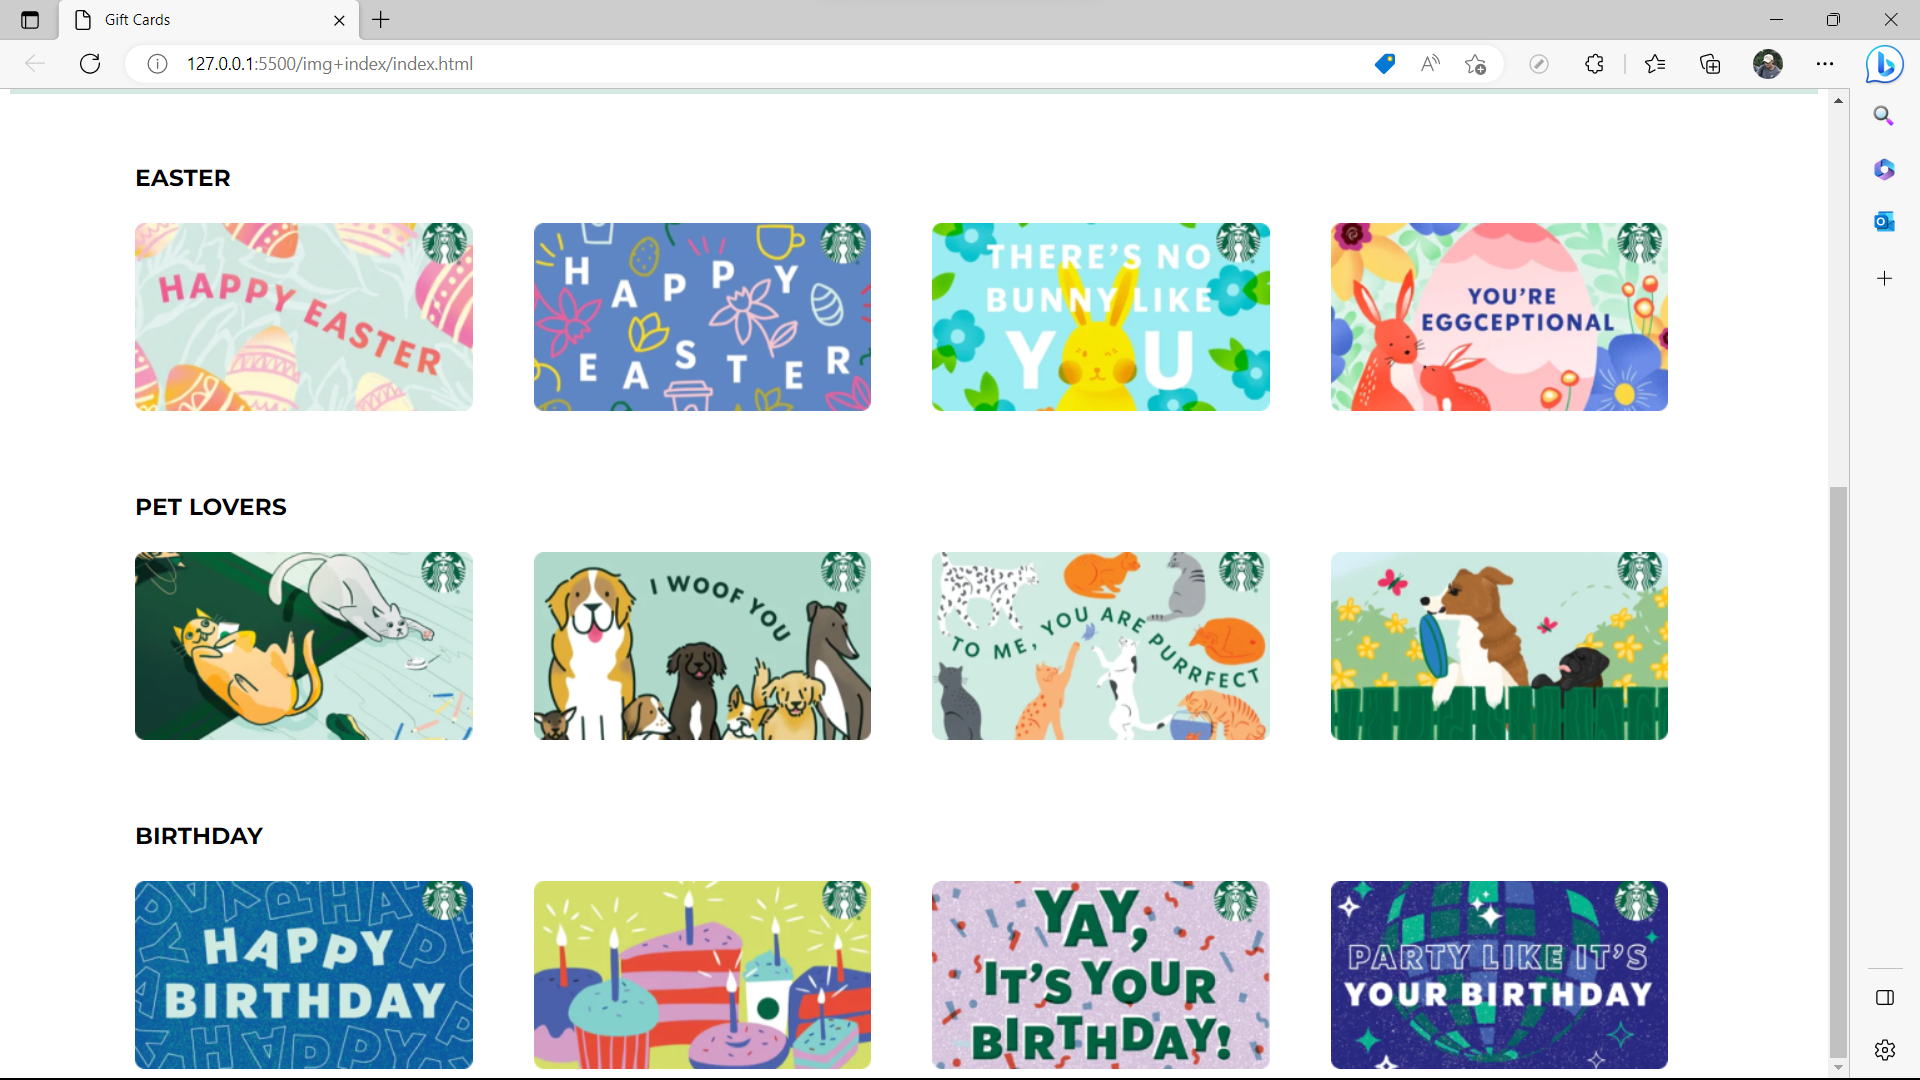 Gift Cards
127.0.0.1:5500/img+index/index.html
EASTER
HAPPY EASTER
HAPPY
EASTER
THERE'S NO
BUNNY LIKE
YOU
YOU'RE
EGGCEPTIONAL
PET LOVERS
I WOOF YOU
TO ME, YOU ARE PURRFECT
BIRTHDAY
HAPPY
BIRTHDAY
YAY,
IT'S YOUR
BIRTHDAY!
PARTY LIKE IT'S
YOUR BIRTHDAY